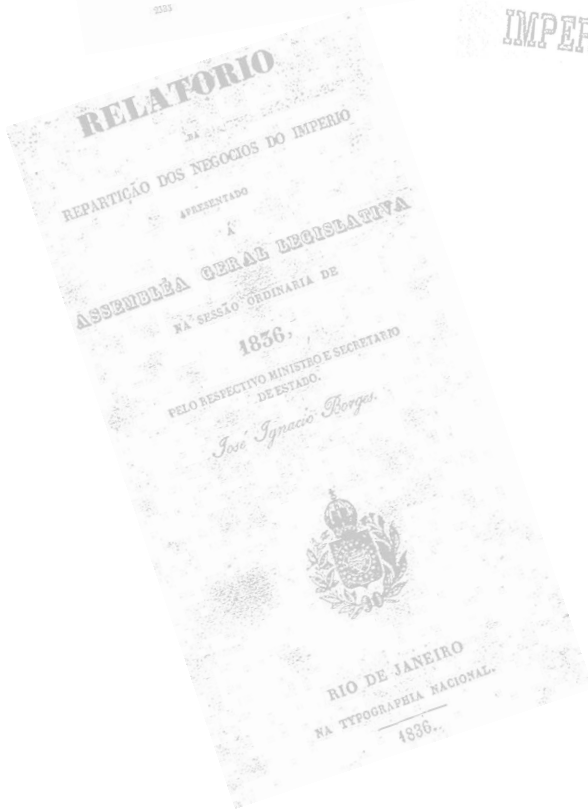 RELATORIO
DA
REPARTIÇÃO DOS NEGOCIOS DO IMPERIO
APRESENTADO
Á
ASSEMBLÉA GERAL LEGISLATIVA
NA SESSÃO ORDINARIA DE
1836,
PELO RESPECTIVO MINISTRO E SECRETARIO
DE ESTADO.
José Ignacio Borges.
RIO DE JANEIRO
NA TYPOGRAPHIA NACIONAL.
1836.